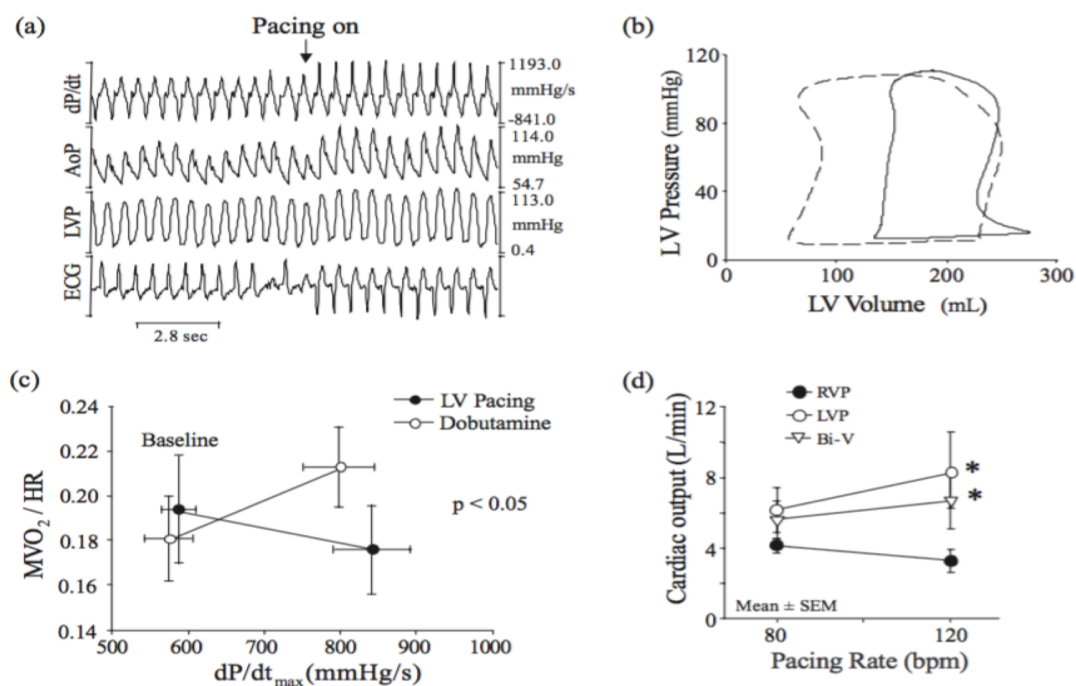 (a)
Pacing on
dP/dt
1193.0
mmHg/s
-841.0
AoP
114.0
mmHg
54.7
LVP
113.0
mmHg
0.4
ECG
2.8 sec
(b)
LV Pressure (mmHg)
120
80
40
0
0 100 200 300
LV Volume (mL)
(c)
MVO2 / HR
0.24
0.22
0.20
0.18
0.16
0.14
Baseline
LV Pacing
Dobutamine
p < 0.05
500 600 700 800 900 1000
dP/dtmax (mmHg/s)
(d)
RVP
LVP
Bi-V
Cardiac output (L/min)
12
8
4
0
*
*
Mean ± SEM
80 120
Pacing Rate (bpm)